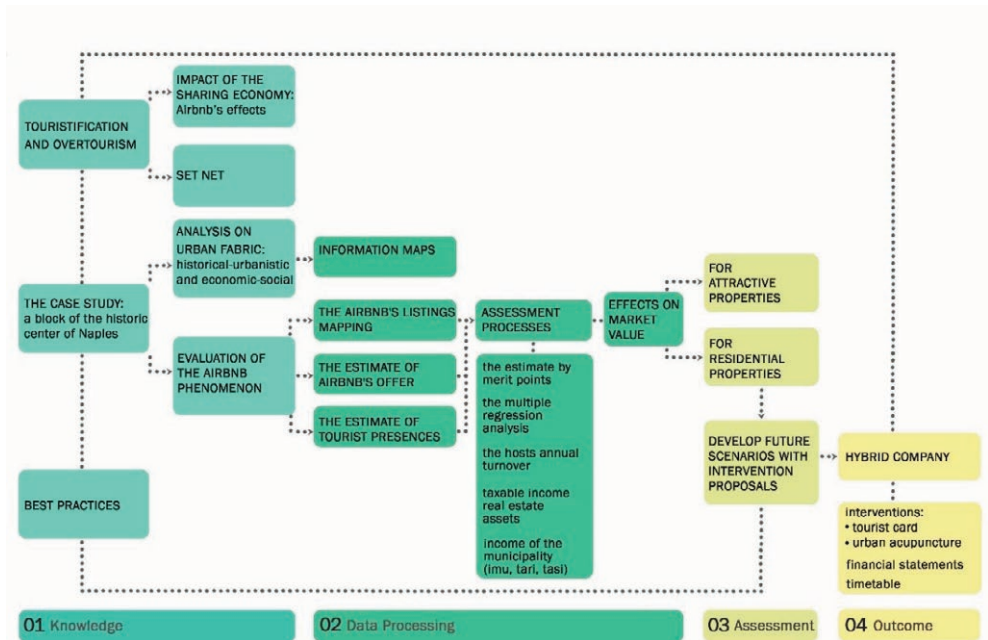 TOURISTIFICATION
AND OVERTOURISM
IMPACT OF THE
SHARING ECONOMY:
Airbnb's effects
SET NET
THE CASE STUDY:
a block of the historic
center of Naples
ANALYSIS ON
URBAN FABRIC:
historical-urbanistic
and economic-social
EVALUATION OF
THE AIRBNB
PHENOMENON
BEST PRACTICES
INFORMATION MAPS
THE AIRBNB'S LISTINGS
MAPPING
THE ESTIMATE OF
AIRBNB'S OFFER
THE ESTIMATE OF
TOURIST PRESENCES
ASSESSMENT
PROCESSES
the estimate by
merit points
the multiple
regression
analysis
the hosts annual
turnover
taxable income
real estate
assets
income of the
municipality
(imu, tari, tasi)
EFFECTS ON
MARKET
VALUE
FOR
ATTRACTIVE
PROPERTIES
FOR
RESIDENTIAL
PROPERTIES
DEVELOP FUTURE
SCENARIOS WITH
INTERVENTION
PROPOSALS
HYBRID COMPANY
interventions:
• tourist card
• urban acupuncture
financial statements
timetable
01 Knowledge
02 Data Processing
03 Assessment
04 Outcome